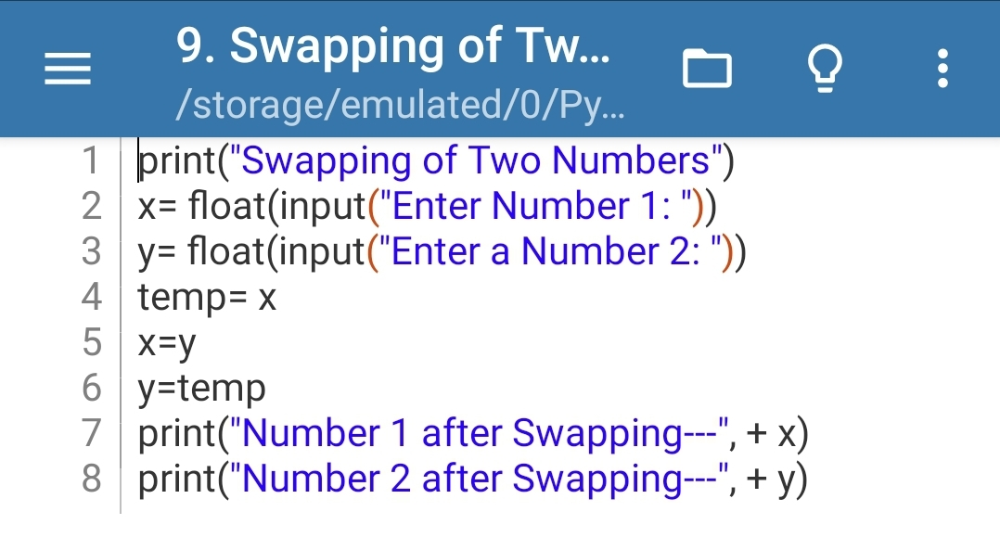 9. Swapping of Tw...
/storage/emulated/0/Py...
1 print("Swapping of Two Numbers")
2 x= float(input("Enter Number 1: "))
3 y= float(input("Enter a Number 2: "))
4 temp= x
5 x=y
6 y=temp
7 print("Number 1 after Swapping---", + x)
8 print("Number 2 after Swapping---", + y)